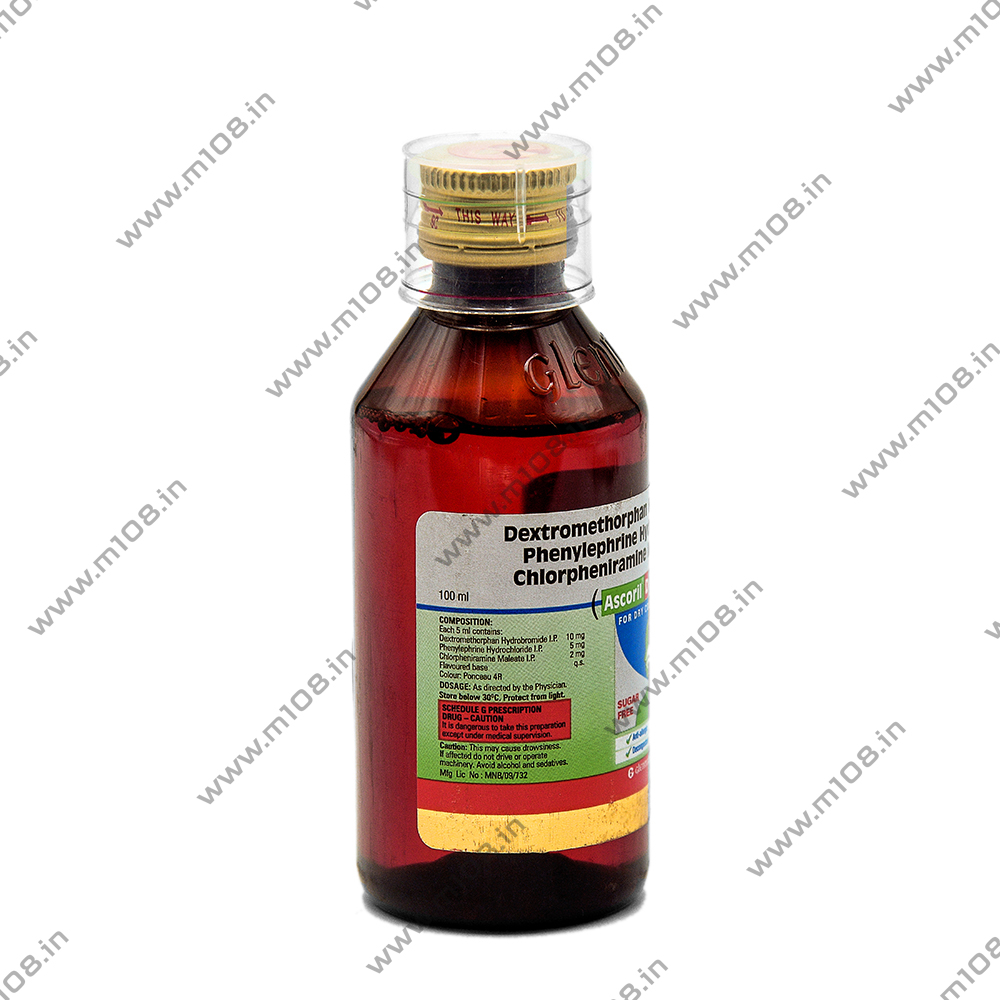 www.m108.in
THIS WAY
GLen
Dextromethorphan
Phenylephrine Hy
Chlorpheniramine
100 ml
(Ascoril
FOR DRY
COMPOSITION:
Each 5 ml contains:
Dextromethorphan Hydrobromide I.P. 10 mg
Phenylephrine Hydrochloride I.P. 5 mg
Chlorpheniramine Maleate I.P. 2 mg
Flavoured base q.s.
Colour: Ponceau 4R
DOSAGE: As directed by the Physician.
Store below 30°C. Protect from light.
SCHEDULE G PRESCRIPTION
DRUG – CAUTION
It is dangerous to take this preparation
except under medical supervision.
Caution: This may cause drowsiness.
If affected do not drive or operate
machinery. Avoid alcohol and sedatives.
Mfg Lic No : MNB/09/732
SUGAR
FREE